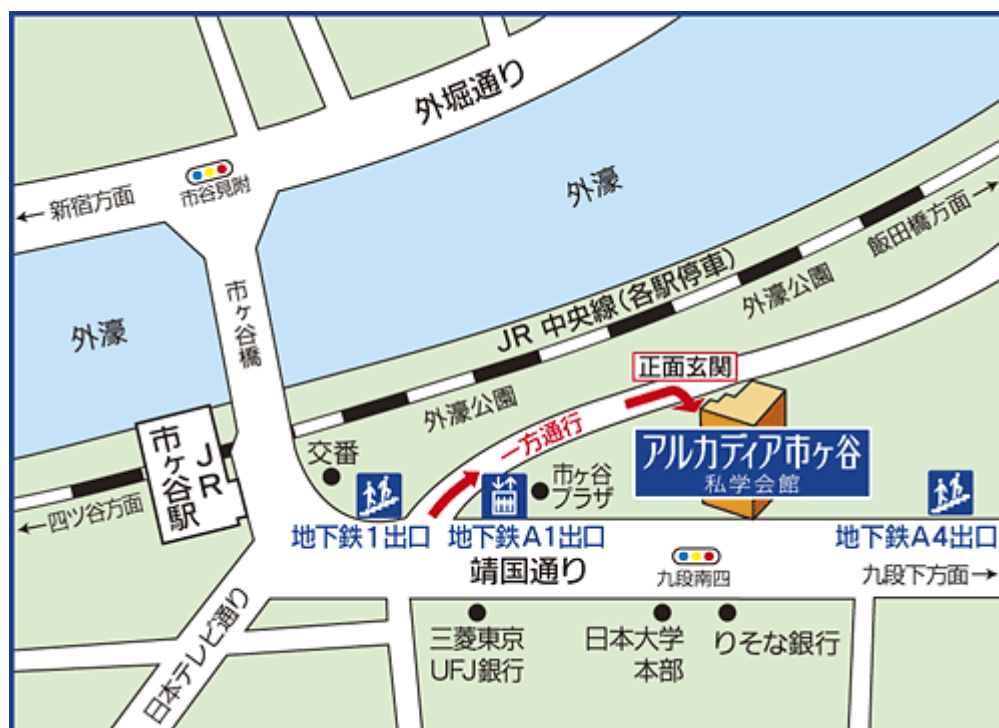 外堀通り
市谷見附
← 新宿方面
外濠
飯田橋方面 →
市ヶ谷橋
外濠
JR 中央線(各駅停車)
外濠公園
正面玄関
外濠公園
JR
市ヶ谷駅
交番
一方通行
市ヶ谷
プラザ
アルカディア市ヶ谷
私学会館
← 四ツ谷方面
地下鉄1出口
地下鉄A1出口
地下鉄A4出口
靖国通り
九段南四
九段下方面 →
日本テレビ通り
三菱東京
UFJ銀行
日本大学
本部
りそな銀行